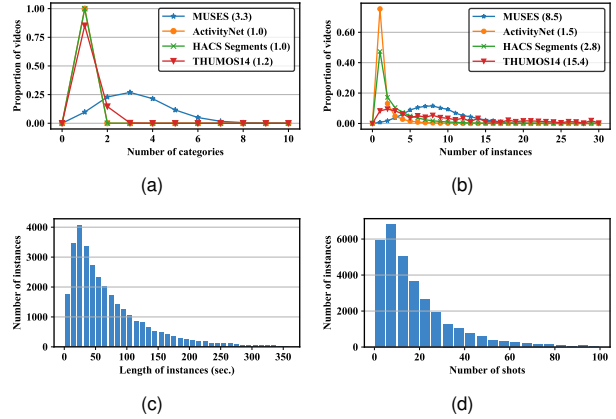 1.00
0.75
0.50
0.25
0.00
Proportion of videos
MUSES (3.3)
ActivityNet (1.0)
HACS Segments (1.0)
THUMOS14 (1.2)
0 2 4 6 8 10
Number of categories
(a)
0.60
0.40
0.20
0.00
Proportion of videos
MUSES (8.5)
ActivityNet (1.5)
HACS Segments (2.8)
THUMOS14 (15.4)
0 5 10 15 20 25 30
Number of instances
(b)
4000
3000
2000
1000
0
Number of instances
0 50 100 150 200 250 300 350
Length of instances (sec.)
(c)
6000
4000
2000
0
Number of instances
0 20 40 60 80 100
Number of shots
(d)